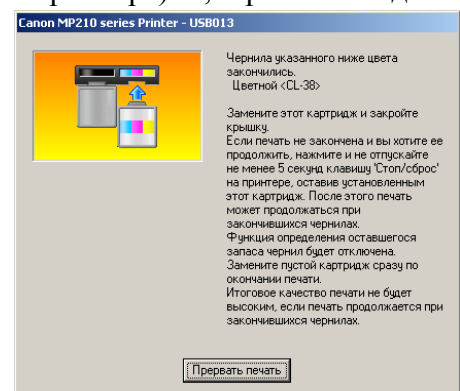 Canon MP210 series Printer - USB013
Чернила указанного ниже цвета
закончились.
Цветной <CL-38>
Замените этот картридж и закройте
крышку.
Если печать не закончена и вы хотите ее
продолжить, нажмите и не отпускайте
не менее 5 секунд клавишу 'Стоп/сброс'
на принтере, оставив установленным
этот картридж. После этого печать
может продолжаться при
закончившихся чернилах.
Функция определения оставшегося
запаса чернил будет отключена.
Замените пустой картридж сразу по
окончании печати.
Итоговое качество печати не будет
высоким, если печать продолжается при
закончившихся чернилах.
Прервать печать